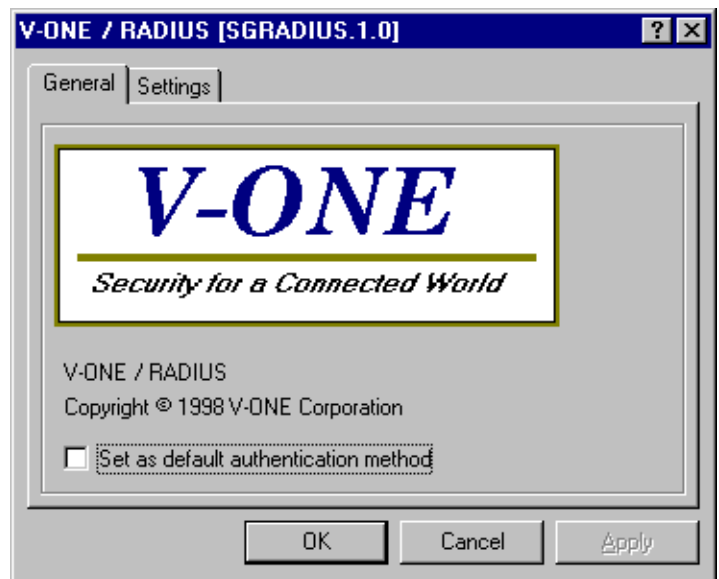 V-ONE / RADIUS [SGRADIUS.1.0]
General
Settings
V-ONE
Security for a Connected World
V-ONE / RADIUS
Copyright © 1998 V-ONE Corporation
Set as default authentication method
OK
Cancel
Apply